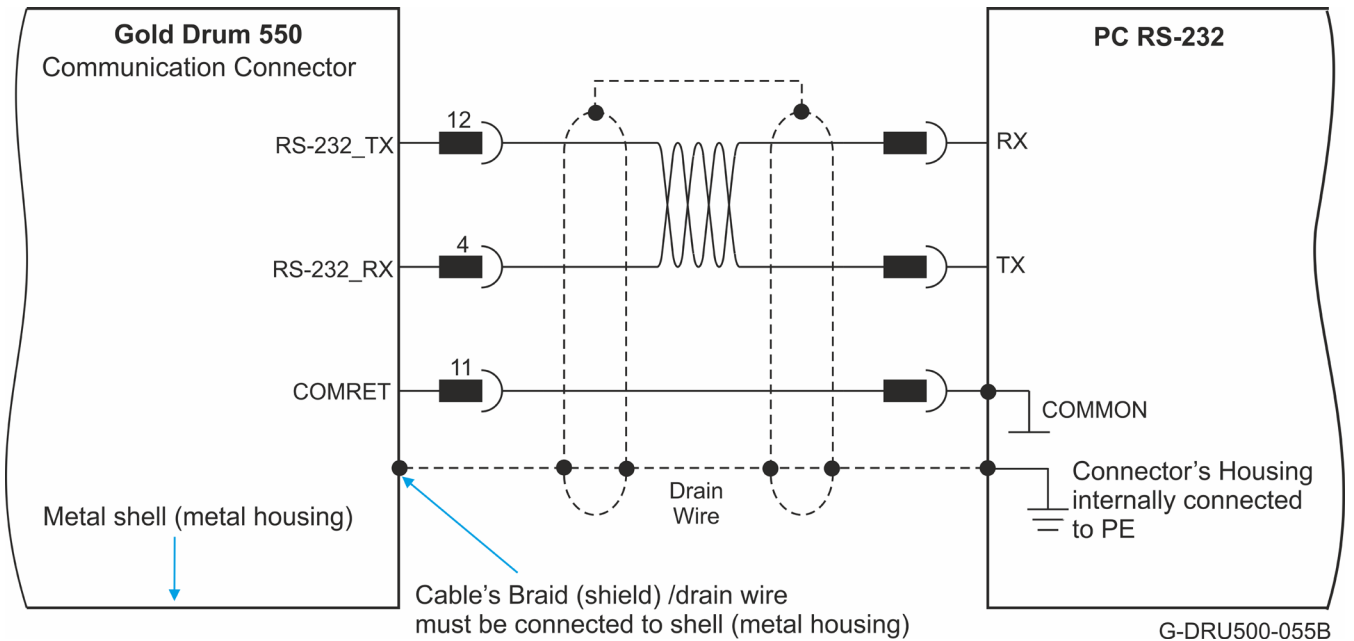 Gold Drum 550
Communication Connector
PC RS-232
12
RS-232_TX
RX
4
RS-232_RX
TX
11
COMRET
COMMON
Drain
Wire
Connector's Housing
internally connected
to PE
Metal shell (metal housing)
Cable's Braid (shield) /drain wire
must be connected to shell (metal housing)
G-DRU500-055B